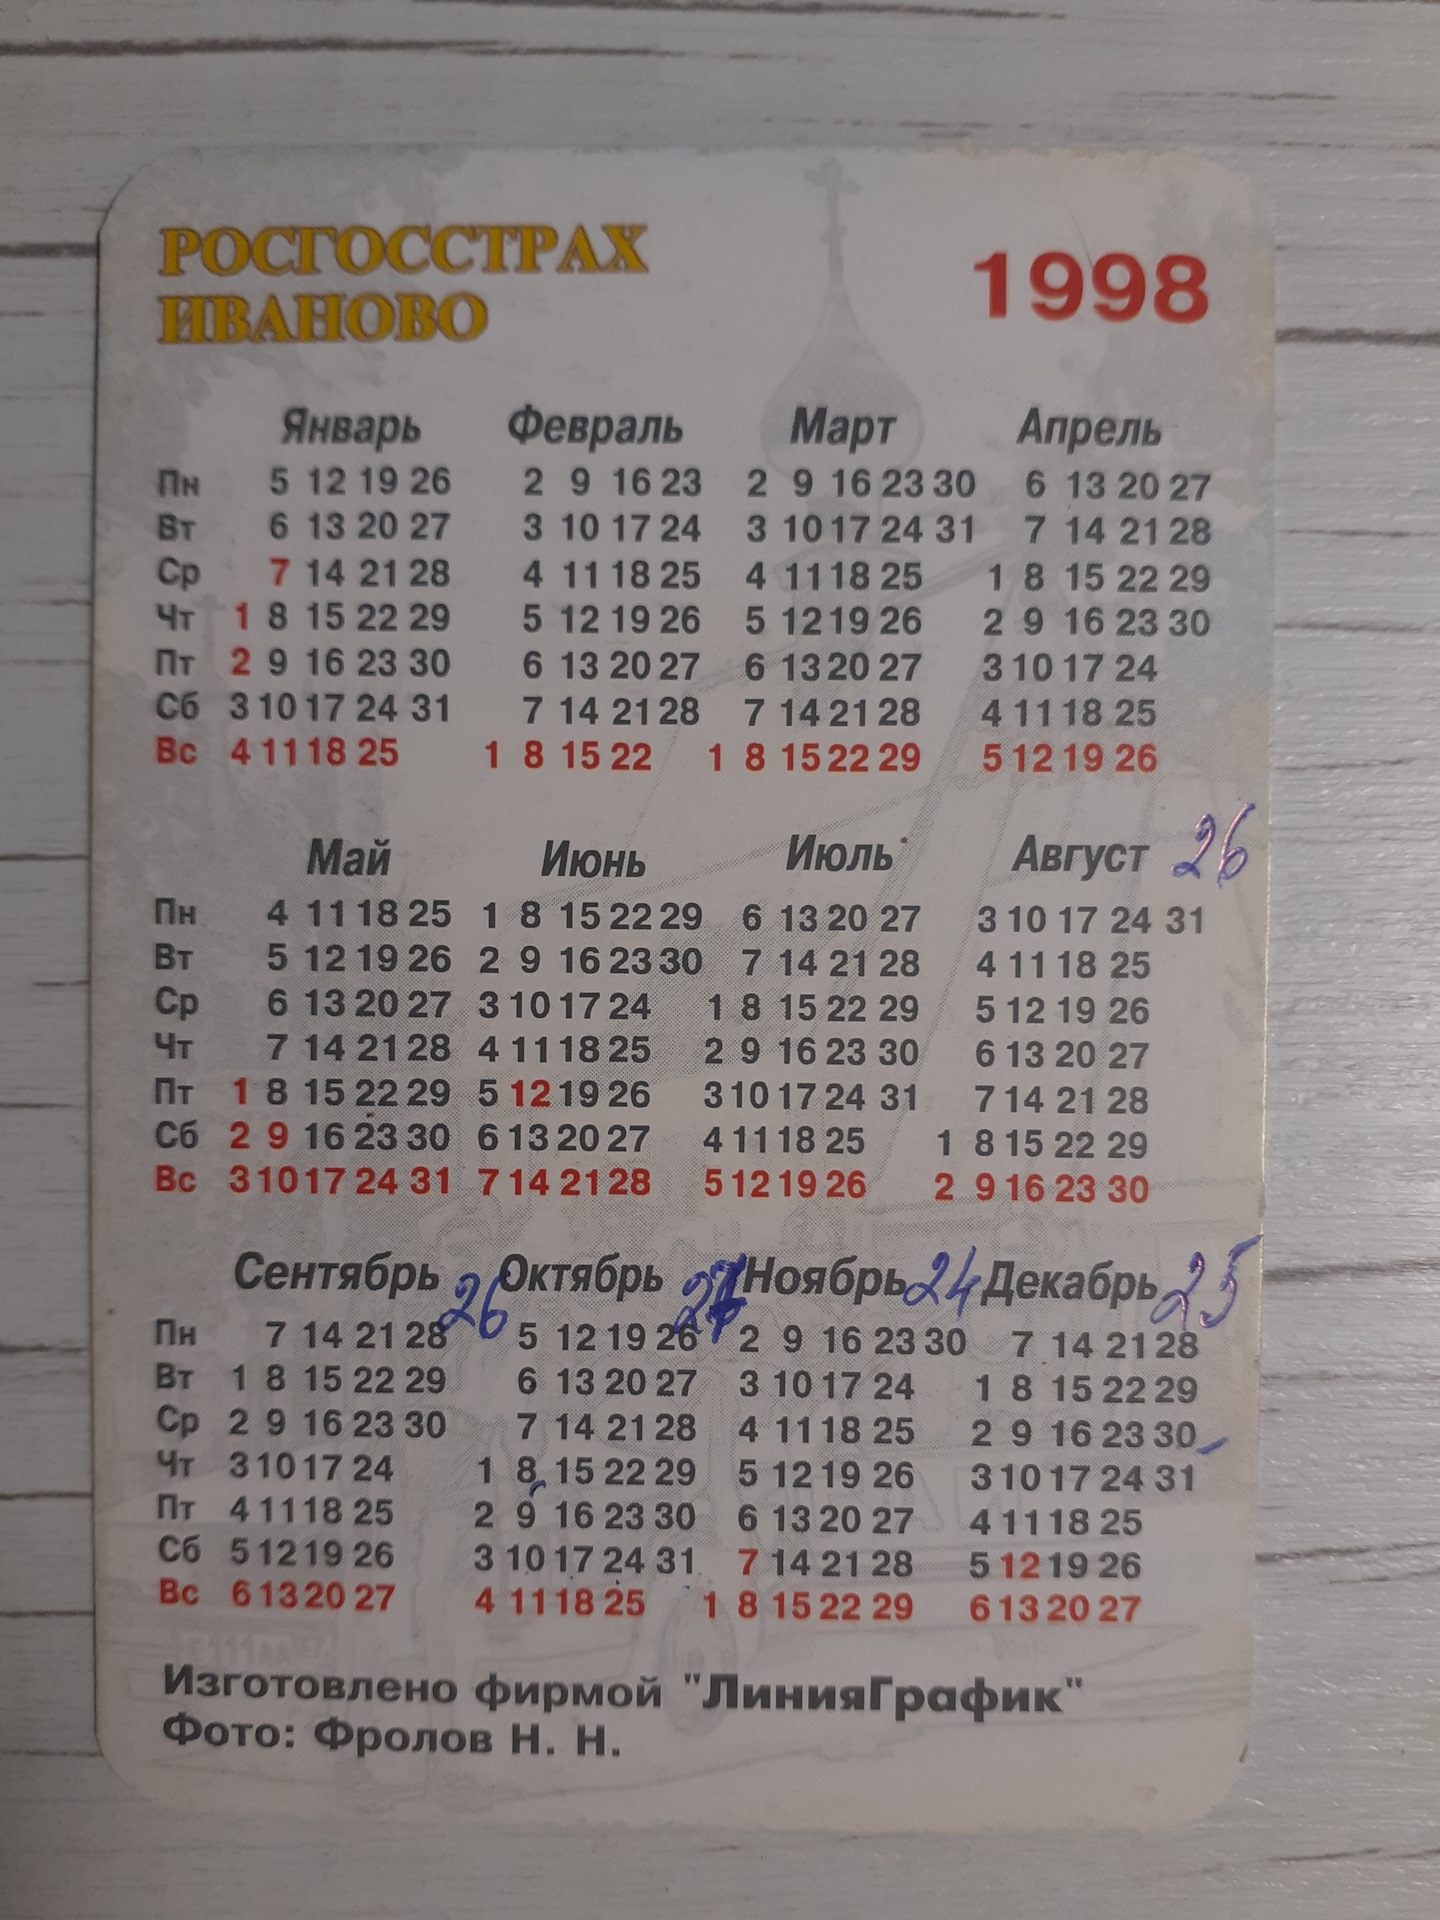 РОСГОССТРАХ
ИВАНОВО
1998
Январь Февраль Март Апрель
Пн 5 12 19 26 2 9 16 23 2 9 16 23 30 6 13 20 27
Вт 6 13 20 27 3 10 17 24 3 10 17 24 31 7 14 21 28
Ср 7 14 21 28 4 11 18 25 4 11 18 25 1 8 15 22 29
Чт 1 8 15 22 29 5 12 19 26 5 12 19 26 2 9 16 23 30
Пт 2 9 16 23 30 6 13 20 27 6 13 20 27 3 10 17 24
Сб 3 10 17 24 31 7 14 21 28 7 14 21 28 4 11 18 25
Вс 4 11 18 25 1 8 15 22 1 8 15 22 29 5 12 19 26
Май Июнь Июль Август 26
Пн 4 11 18 25 1 8 15 22 29 6 13 20 27 3 10 17 24 31
Вт 5 12 19 26 2 9 16 23 30 7 14 21 28 4 11 18 25
Ср 6 13 20 27 3 10 17 24 1 8 15 22 29 5 12 19 26
Чт 7 14 21 28 4 11 18 25 2 9 16 23 30 6 13 20 27
Пт 1 8 15 22 29 5 12 19 26 3 10 17 24 31 7 14 21 28
Сб 2 9 16 23 30 6 13 20 27 4 11 18 25 1 8 15 22 29
Вс 3 10 17 24 31 7 14 21 28 5 12 19 26 2 9 16 23 30
Сентябрь 26 Октябрь Ноябрь 24 Декабрь 25
Пн 7 14 21 28 5 12 19 26 2 9 16 23 30 7 14 21 28
Вт 1 8 15 22 29 6 13 20 27 3 10 17 24 1 8 15 22 29
Ср 2 9 16 23 30 7 14 21 28 4 11 18 25 2 9 16 23 30
Чт 3 10 17 24 1 8 15 22 29 5 12 19 26 3 10 17 24 31
Пт 4 11 18 25 2 9 16 23 30 6 13 20 27 4 11 18 25
Сб 5 12 19 26 3 10 17 24 31 7 14 21 28 5 12 19 26
Вс 6 13 20 27 4 11 18 25 1 8 15 22 29 6 13 20 27
Изготовлено фирмой "ЛинияГрафик"
Фото: Фролов Н. Н.